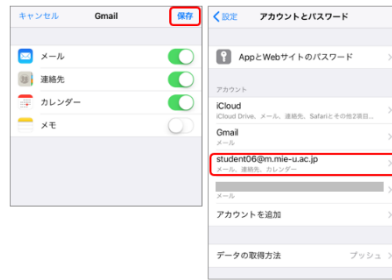 キャンセル Gmail 保存
メール
連絡先
カレンダー
メモ
設定 アカウントとパスワード
AppとWebサイトのパスワード
アカウント
iCloud
iCloud Drive、メール、連絡先、Safariとその他2項目...
Gmail
メール
student06@m.mie-u.ac.jp
メール、連絡先、カレンダー
メール
アカウントを追加
データの取得方法 プッシュ